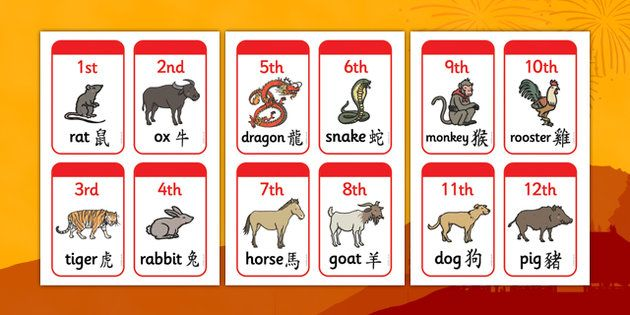 1st
rat 鼠
2nd
ox 牛
3rd
tiger 虎
4th
rabbit 兔
5th
dragon 龍
6th
snake 蛇
7th
horse 馬
8th
goat 羊
9th
monkey 猴
10th
rooster 雞
11th
dog 狗
12th
pig 豬